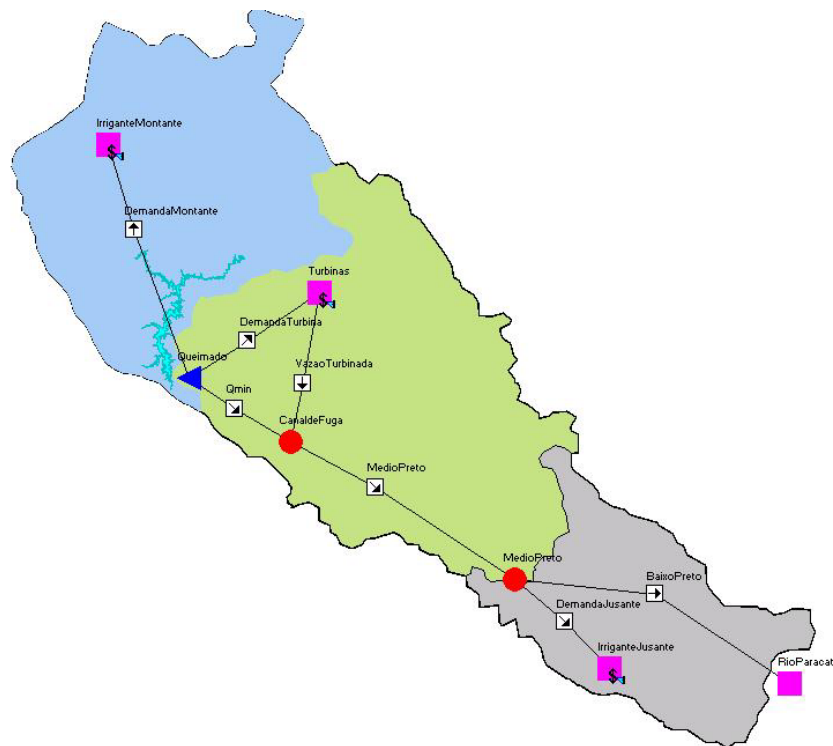 IrriganteMontante
$
DemandaMontante
Turbinas
$
DemandaTurbina
Queimado
VazaoTurbinada
Qmin
CanaldeFuga
MedioPreto
MedioPreto
BaixoPreto
DemandaJusante
IrriganteJusante
$
RioParacat